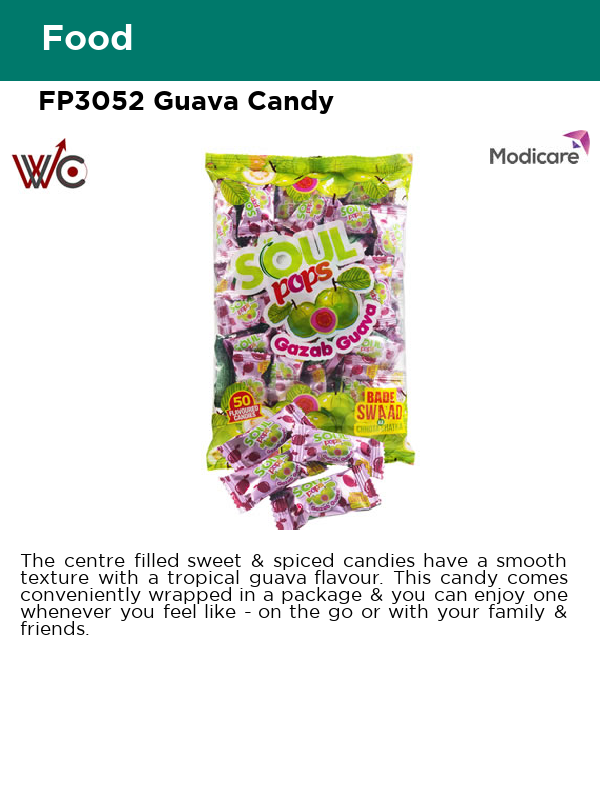 Food
FP3052 Guava Candy
WC
Modicare
SOUL
pops
Gazab Guava
50
FLAVOURED
CANDIES
BADE
SWAAD
The centre filled sweet & spiced candies have a smooth
texture with a tropical guava flavour. This candy comes
conveniently wrapped in a package & you can enjoy one
whenever you feel like - on the go or with your family &
friends.